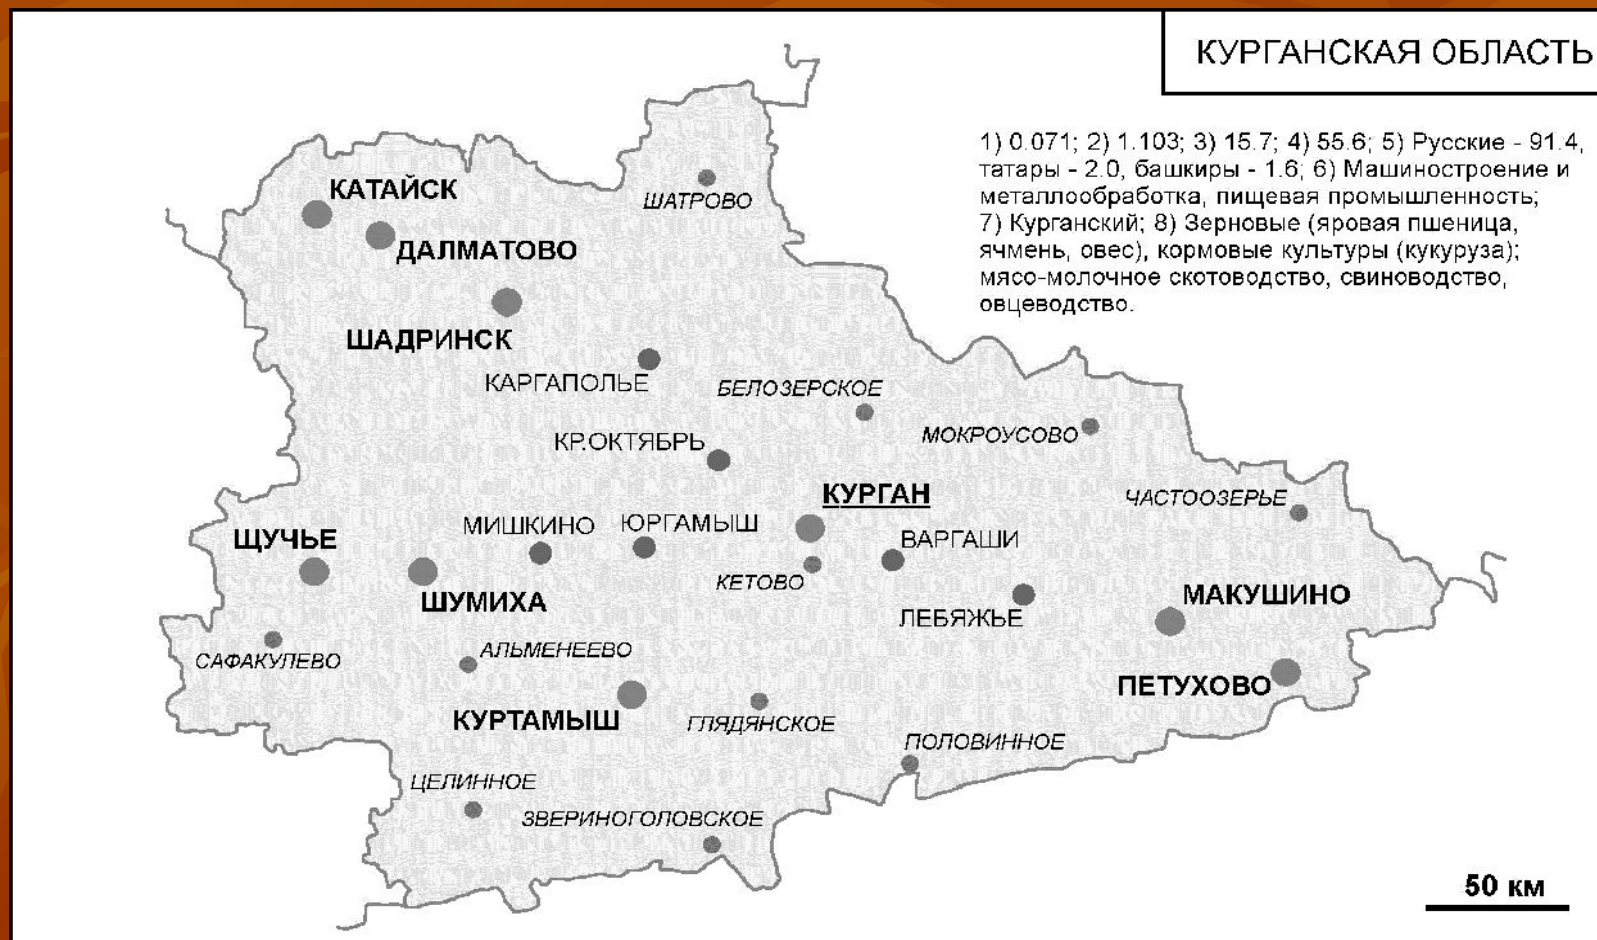 КУРГАНСКАЯ ОБЛАСТЬ
1) 0.071; 2) 1.103; 3) 15.7; 4) 55.6; 5) Русские - 91.4,
татары - 2.0, башкиры - 1.6; 6) Машиностроение и
металлообработка, пищевая промышленность;
7) Курганский; 8) Зерновые (яровая пшеница,
ячмень, овес), кормовые культуры (кукуруза);
мясо-молочное скотоводство, свиноводство,
овцеводство.
КАТАЙСК
ШАТРОВО
ДАЛМАТОВО
ШАДРИНСК
КАРГАПОЛЬЕ
БЕЛОЗЕРСКОЕ
МОКРОУСОВО
КР.ОКТЯБРЬ
КУРГАН
ЧАСТООЗЕРЬЕ
ЩУЧЬЕ
МИШКИНО
ЮРГАМЫШ
ВАРГАШИ
КЕТОВО
ШУМИХА
МАКУШИНО
ЛЕБЯЖЬЕ
САФАКУЛЕВО
АЛЬМЕНЕЕВО
ПЕТУХОВО
КУРТАМЫШ
ГЛЯДЯНСКОЕ
ПОЛОВИННОЕ
ЦЕЛИННОЕ
ЗВЕРИНОГОЛОВСКОЕ
50 км